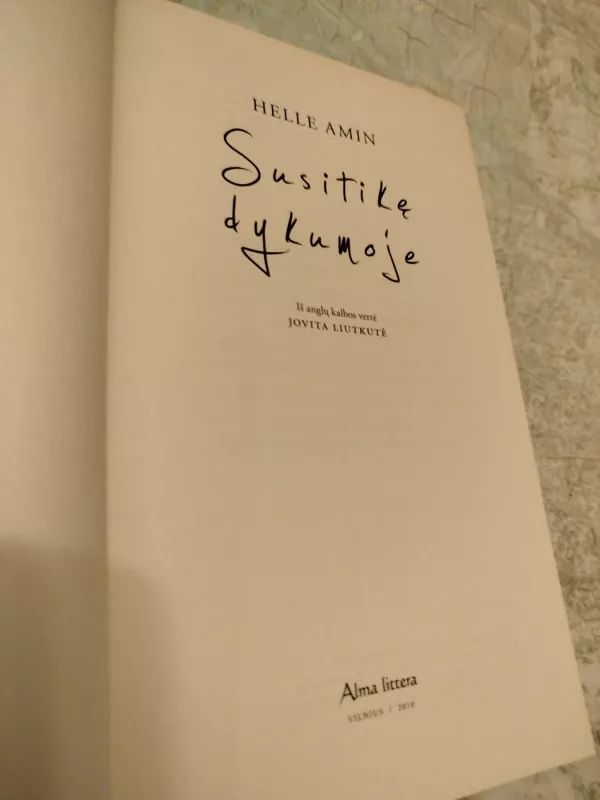 HELLE AMIN
Susitikę
dykumoje
Iš anglų kalbos vertė
JOVITA LIUTKUTĖ
Alma littera
VILNIUS / 2010